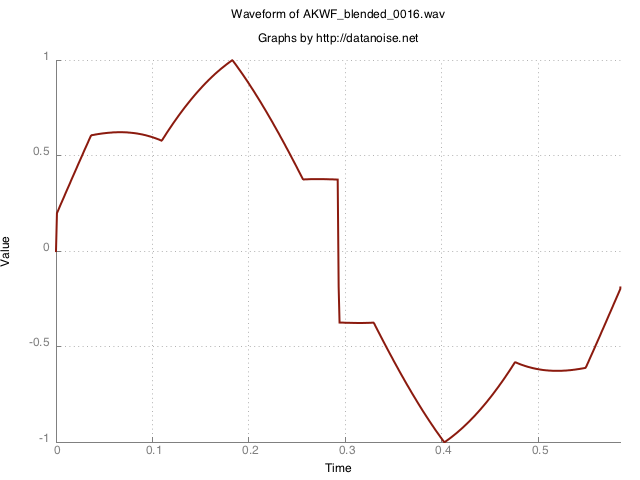 Waveform of AKWF_blended_0016.wav
Graphs by http://datanoise.net
1
0.5
0
-0.5
-1
Value
0 0.1 0.2 0.3 0.4 0.5
Time